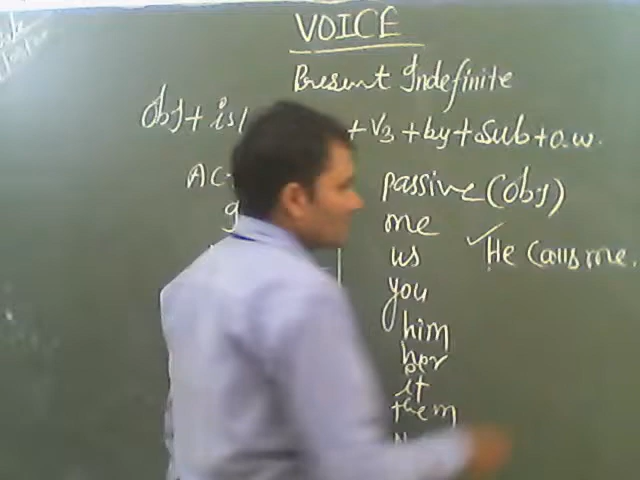 VOICE
Present Indefinite
Obj + is/ + V3 + by + sub + o.w.
AC passive (Obj)
me
us ✓ He Calls me.
you
him
her
it
them